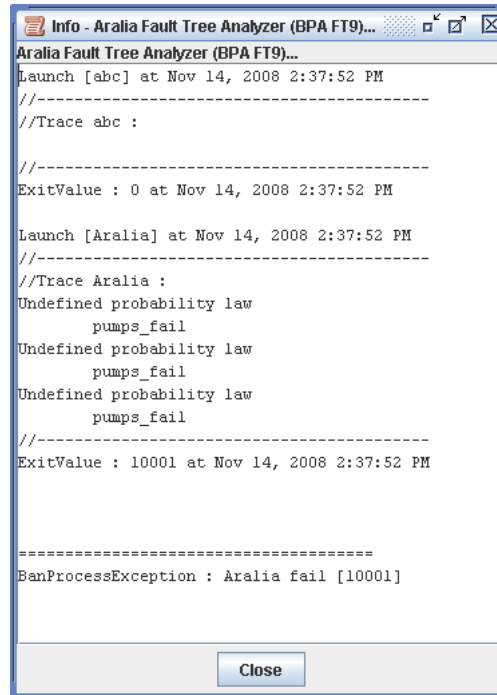 Info - Aralia Fault Tree Analyzer (BPA FT9)...
Aralia Fault Tree Analyzer (BPA FT9)...
Launch [abc] at Nov 14, 2008 2:37:52 PM
//------------------------------------------
//Trace abc :
//------------------------------------------
ExitValue : 0 at Nov 14, 2008 2:37:52 PM
Launch [Aralia] at Nov 14, 2008 2:37:52 PM
//------------------------------------------
//Trace Aralia :
Undefined probability law
pumps_fail
Undefined probability law
pumps_fail
Undefined probability law
pumps_fail
//------------------------------------------
ExitValue : 10001 at Nov 14, 2008 2:37:52 PM
======================================
BanProcessException : Aralia fail [10001]
Close